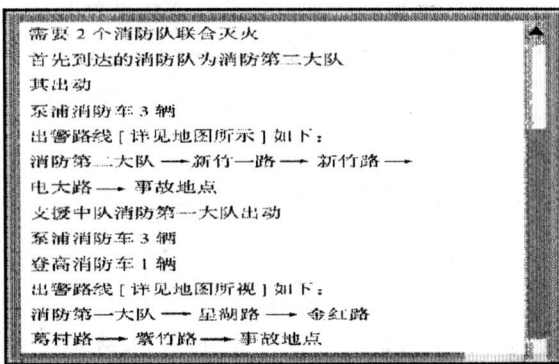 需要 2 个消防队联合灭火
首先到达的消防队为消防第二大队
其出动
泵浦消防车 3 辆
出警路线 [ 详见地图所示 ] 如下：
消防第二大队 → 新竹一路 → 新竹路 →
电大路 → 事故地点
支援中队消防第一大队出动
泵浦消防车 3 辆
登高消防车 1 辆
出警路线 [ 详见地图所视 ] 如下：
消防第一大队 → 星湖路 → 金红路
葛村路 → 紫竹路 → 事故地点